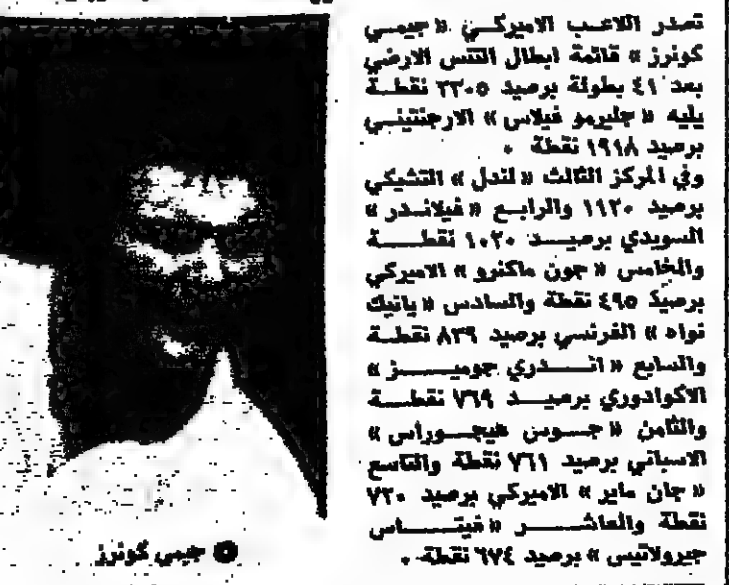 تصدر اللاعب الاميركي « جيمي
كونرز » قائمة ابطال التنس الارضي
بعد ٤١ بطولة برصيد ٢٣٠٥ نقطة
يليه « جليرمو فيلاس » الارجنتيني
برصيد ١٩١٨ نقطة .
وفي المركز الثالث « لندل » التشيكي
برصيد ١١٢٠ والرابع « فيلاندر »
السويدي برصيد ١٠٢٠ نقطة
والخامس « جون ماكنرو » الاميركي
برصيد ٤٩٥ نقطة والسادس « يانيك
نواه » الفرنسي برصيد ٨٣٩ نقطة
والسابع « اندري جوميز »
الاكوادوري برصيد ٧٦٩ نقطة
والثامن « جوس هيجوراس »
الاسباني برصيد ٧٦١ نقطة والتاسع
« جان ماير » الاميركي برصيد ٧٢٠
نقطة والعاشر « فيتاس
جيرولاتيس » برصيد ٦٧٤ نقطة .
جيمي كونرز